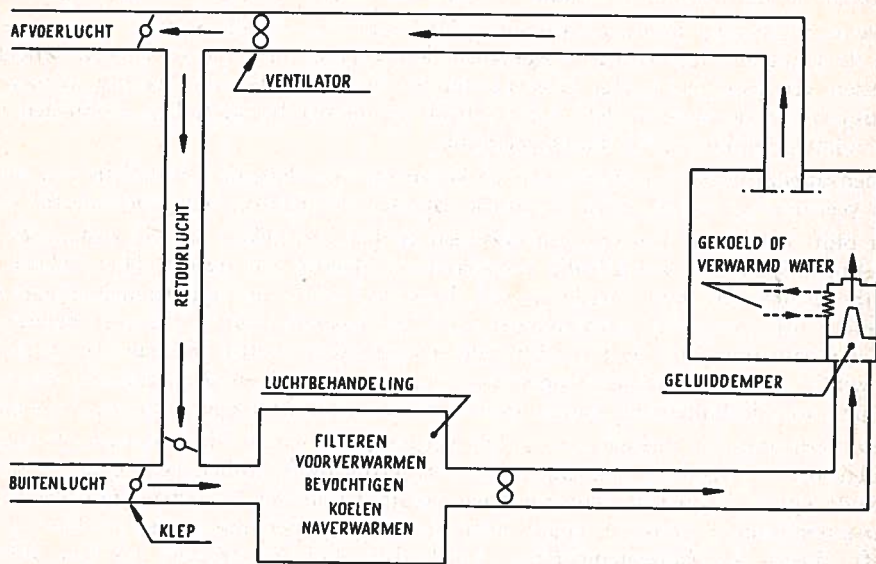 AFVOERLUCHT
VENTILATOR
RETOURLUCHT
GEKOELD OF
VERWARMD WATER
GELUIDDEMPER
LUCHTBEHANDELING
FILTEREN
VOORVERWARMEN
BEVOCHTIGEN
KOELEN
NAVERWARMEN
BUITENLUCHT
KLEP